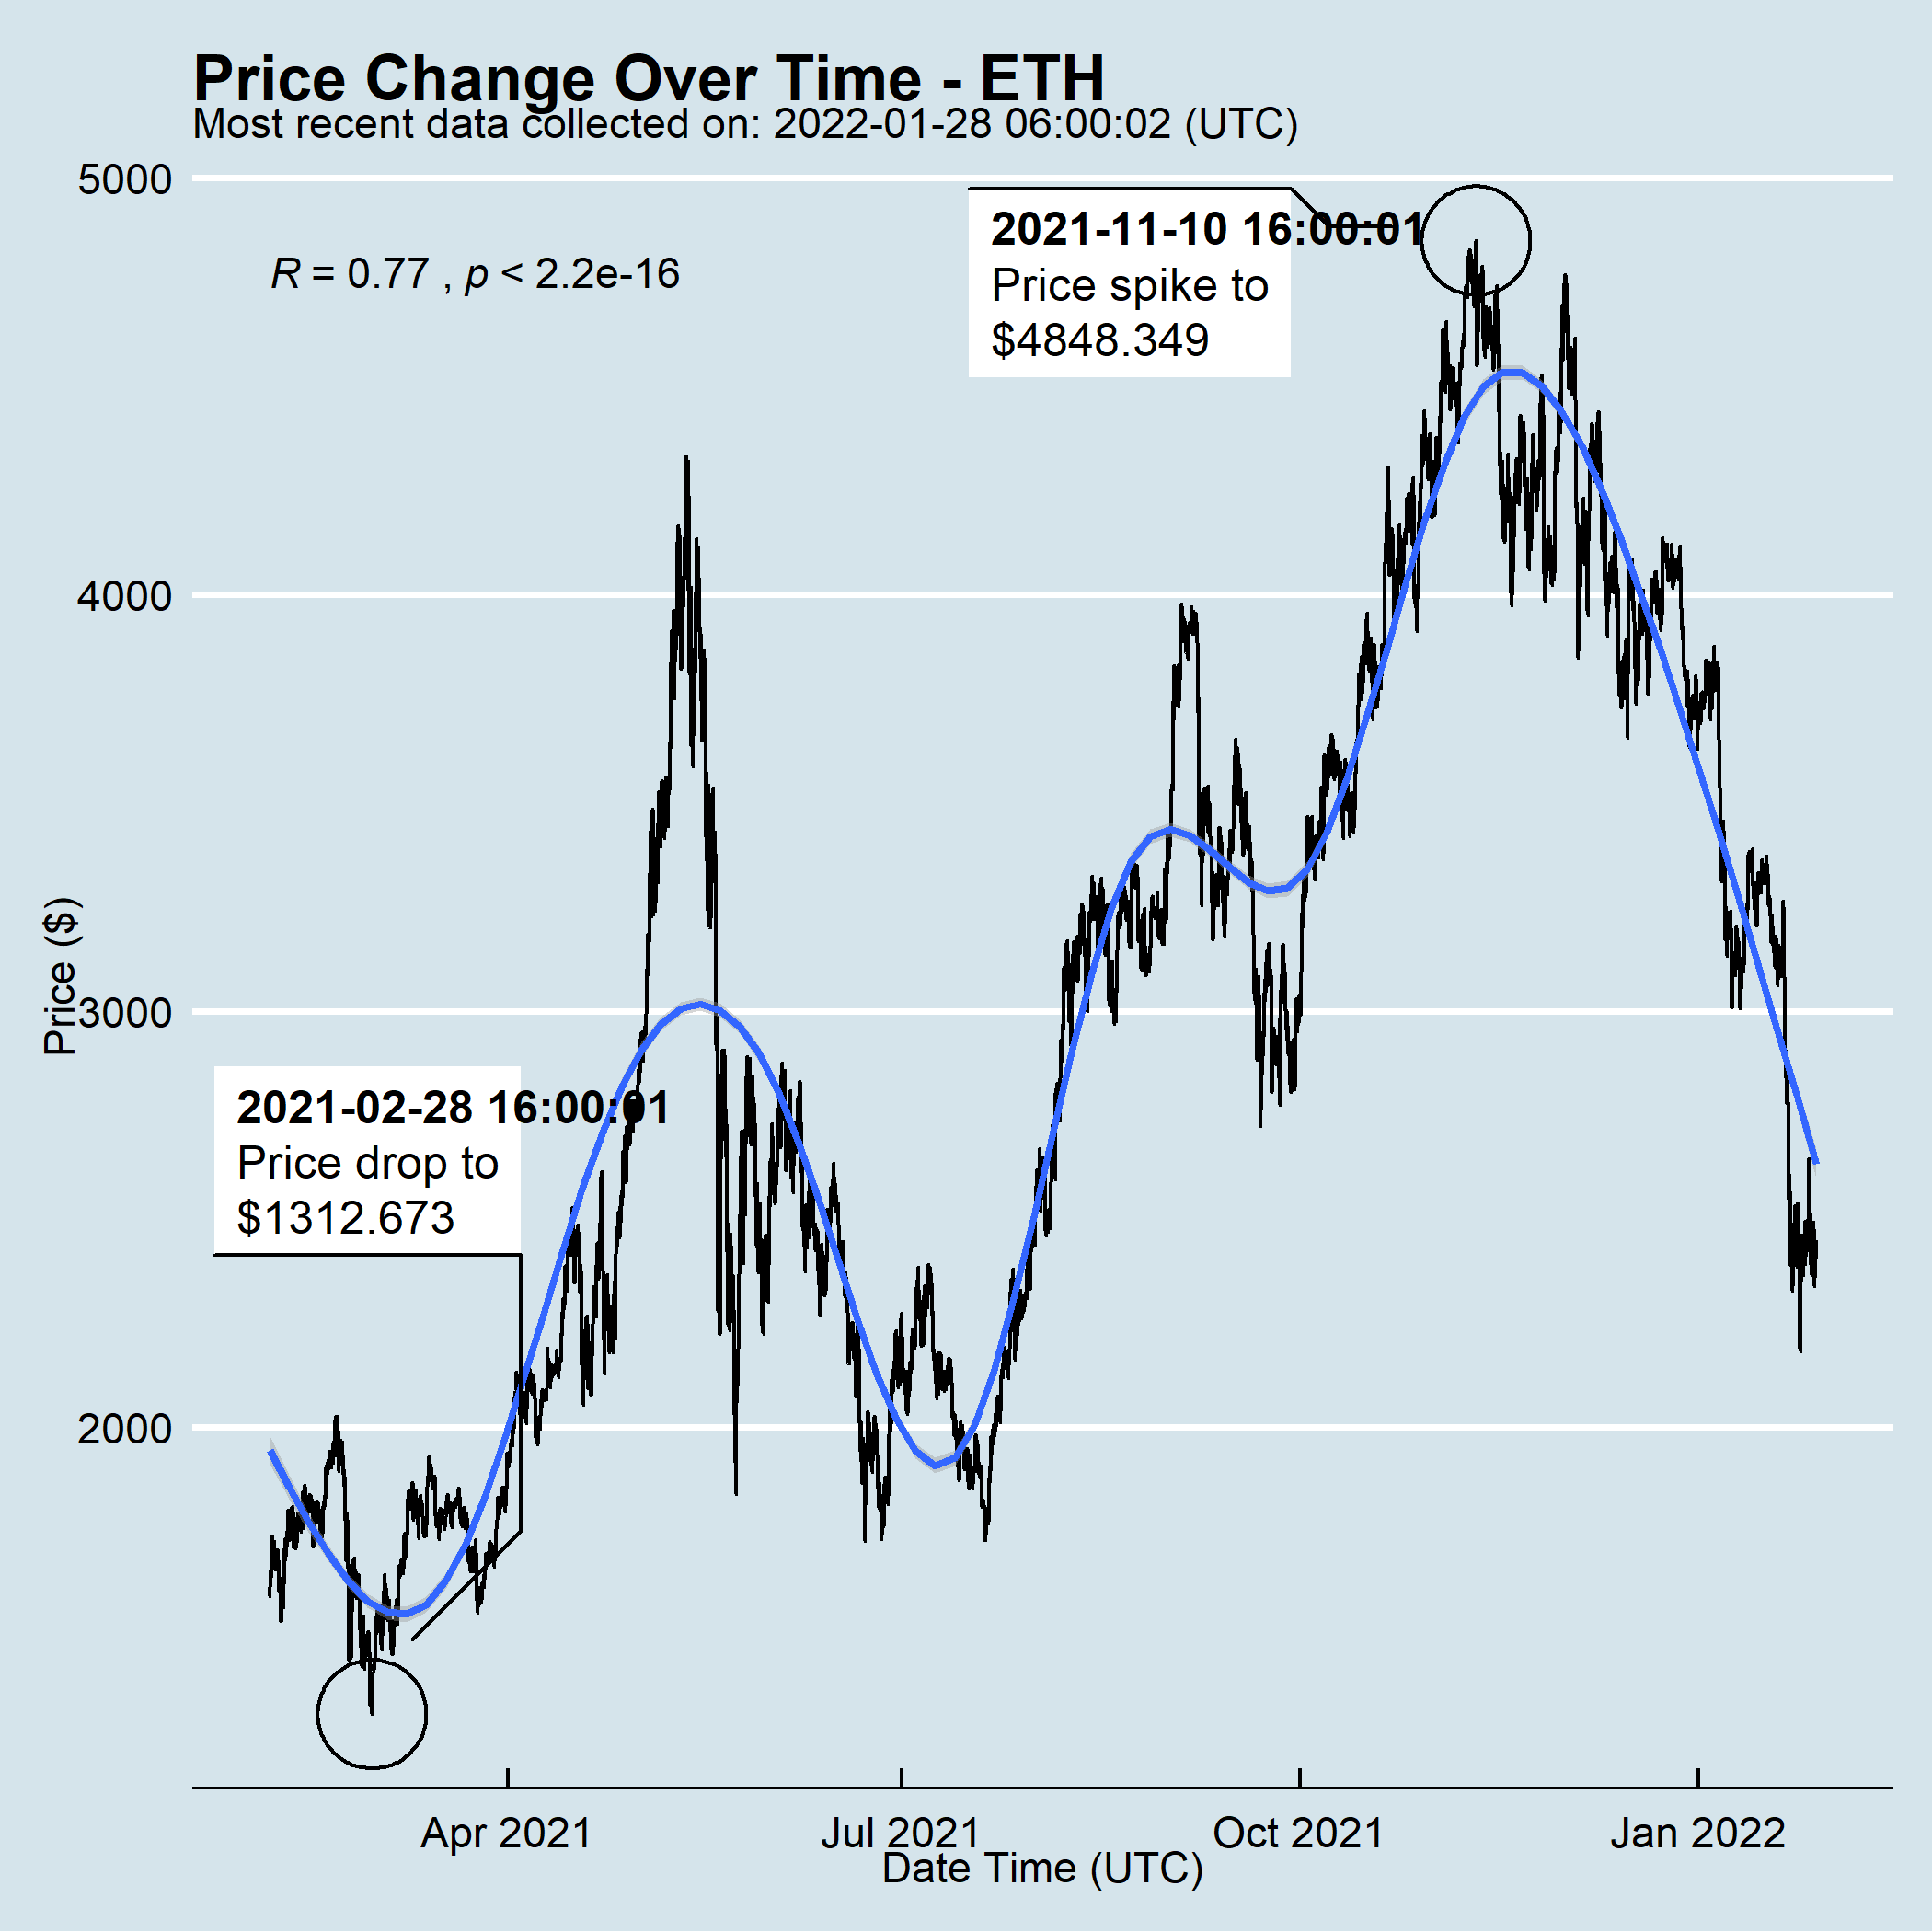 Price Change Over Time - ETH
Most recent data collected on: 2022-01-28 06:00:02 (UTC)
5000
2021-11-10 16:00:01
Price spike to
$4848.349
R = 0.77 , p < 2.2e-16
4000
Price ($)
3000
2021-02-28 16:00:01
Price drop to
$1312.673
2000
Apr 2021
Jul 2021
Oct 2021
Jan 2022
Date Time (UTC)